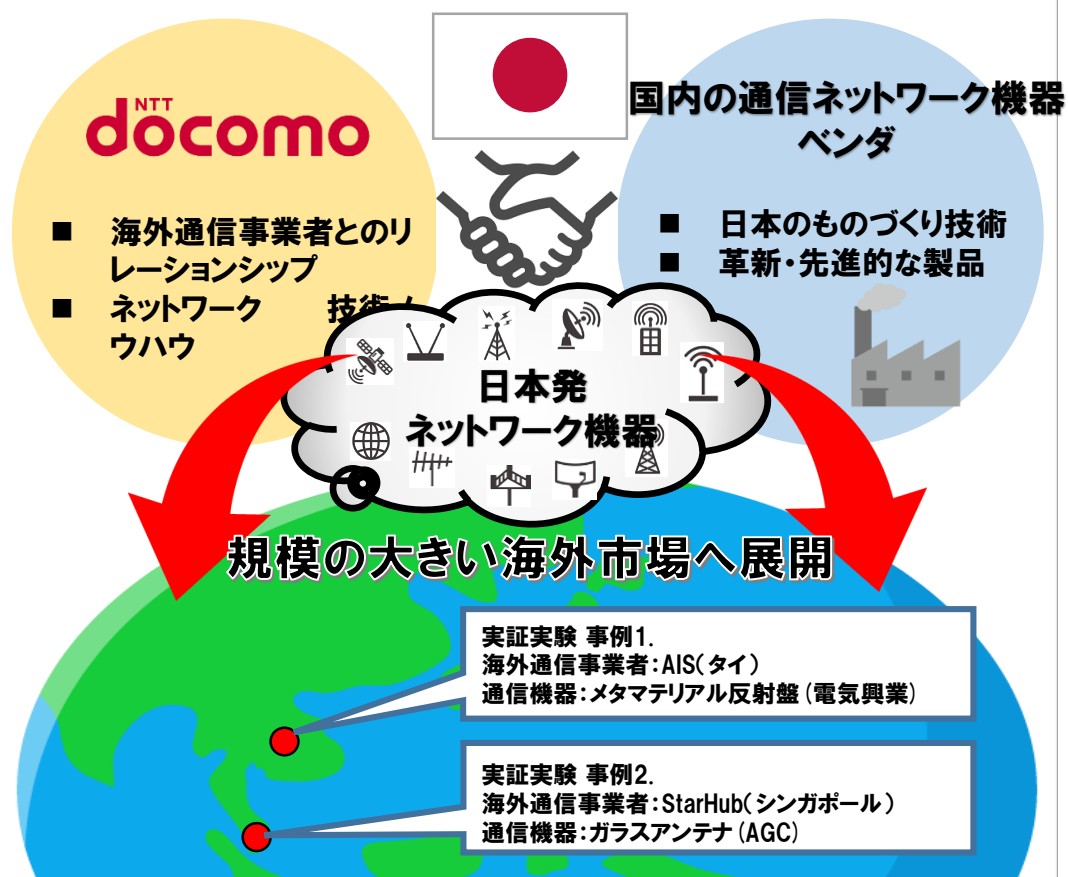 NTT
docomo
国内の通信ネットワーク機器
ベンダ
■ 海外通信事業者とのリ
レーションシップ
■ ネットワーク 技術
ウハウ
■ 日本のものづくり技術
■ 革新・先進的な製品
日本発
ネットワーク機器
規模の大きい海外市場へ展開
実証実験 事例1.
海外通信事業者：AIS（タイ）
通信機器：メタマテリアル反射盤（電気興業）
実証実験 事例2.
海外通信事業者：StarHub（シンガポール）
通信機器：ガラスアンテナ（AGC）